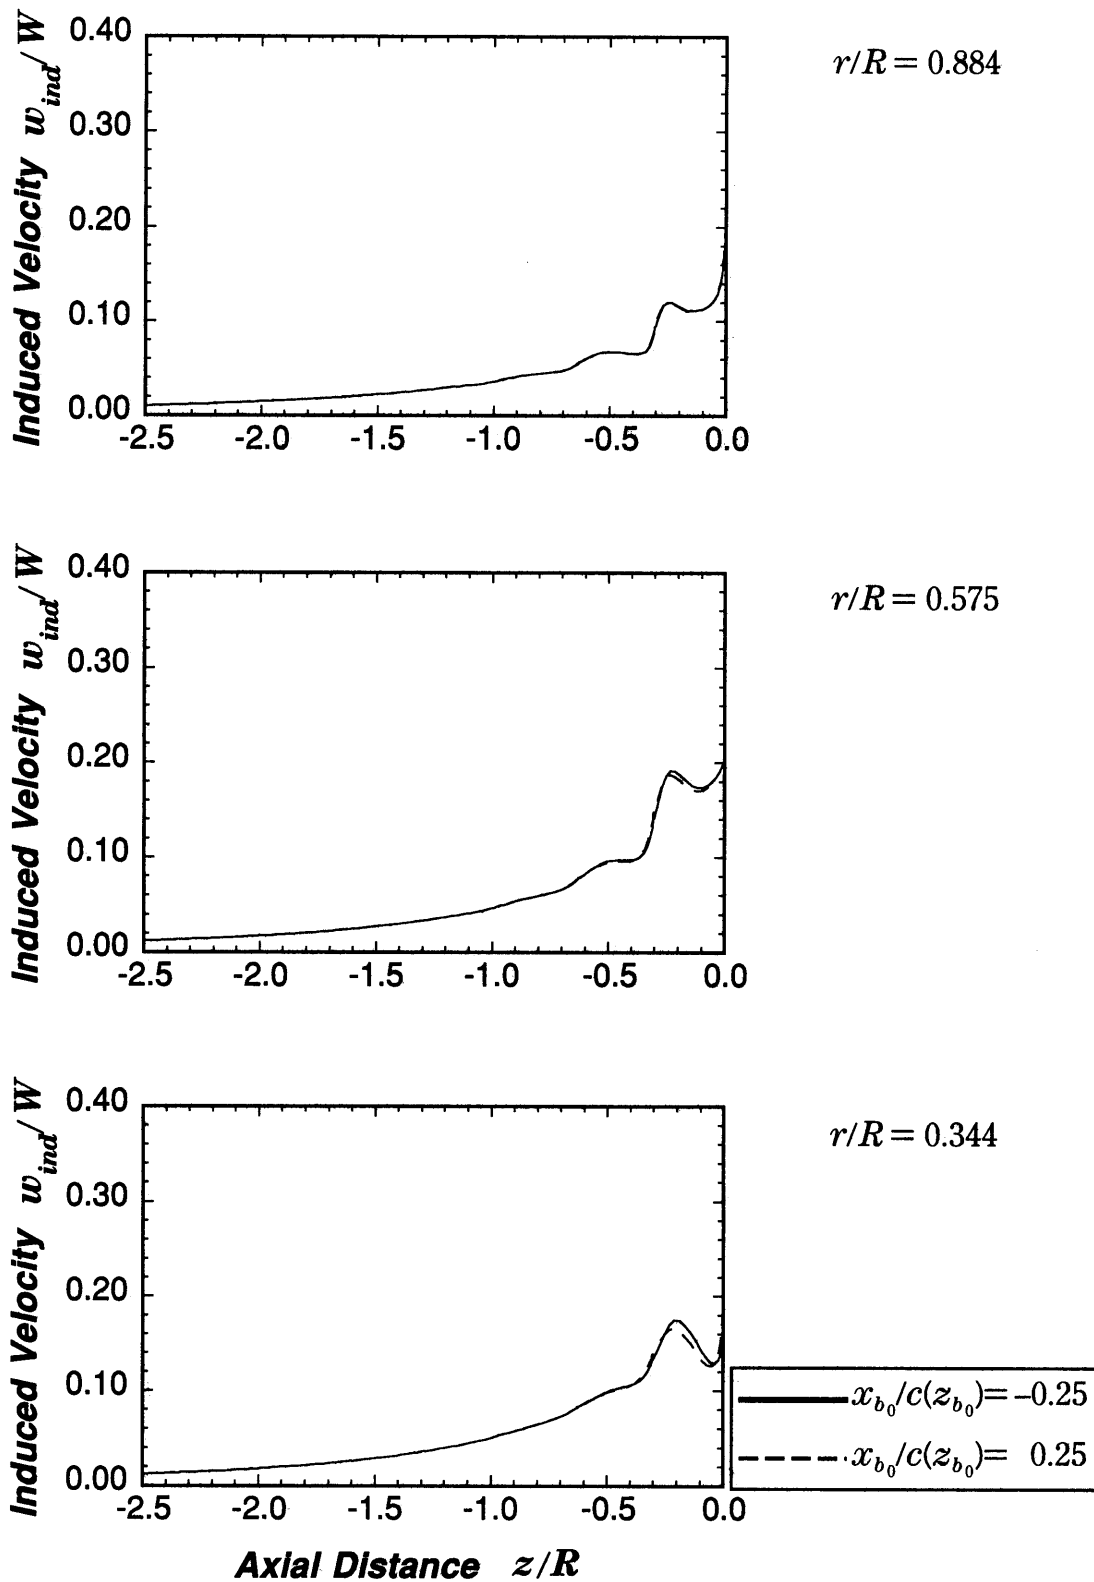 Induced Velocity w_ind/W
0.40
0.30
0.20
0.10
0.00
-2.5 -2.0 -1.5 -1.0 -0.5 0.0
r/R = 0.884
Induced Velocity w_ind/W
0.40
0.30
0.20
0.10
0.00
-2.5 -2.0 -1.5 -1.0 -0.5 0.0
r/R = 0.575
Induced Velocity w_ind/W
0.40
0.30
0.20
0.10
0.00
-2.5 -2.0 -1.5 -1.0 -0.5 0.0
r/R = 0.344
x_b0/c(z_b0)= -0.25
x_b0/c(z_b0)= 0.25
Axial Distance z/R